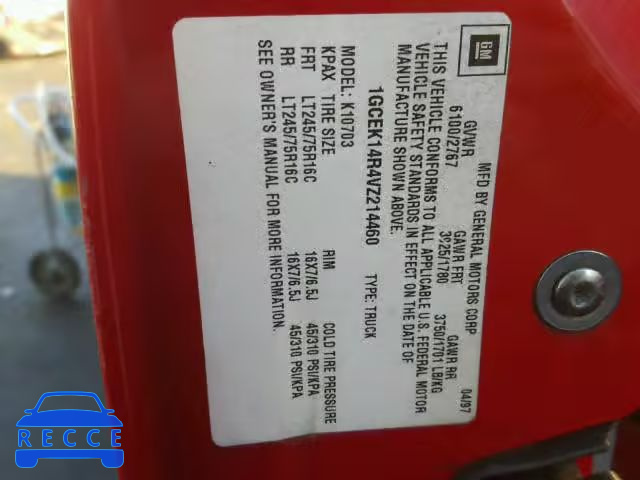 GM
MFD BY GENERAL MOTORS CORP 04/97
GVWR GAWR FRT GAWR RR
6100/2767 3925/1780 3750/1701 LB/KG
THIS VEHICLE CONFORMS TO ALL APPLICABLE U.S. FEDERAL MOTOR
VEHICLE SAFETY STANDARDS IN EFFECT ON THE DATE OF
MANUFACTURE SHOWN ABOVE.
1GCEK14R4VZ214460 TYPE: TRUCK
MODEL: K10703
KPAX TIRE SIZE RIM COLD TIRE PRESSURE
FRT LT245/75R16C 16X7/6.5J 45/310 PSI/KPA
RR LT245/75R16C 16X7/6.5J 45/310 PSI/KPA
SEE OWNER'S MANUAL FOR MORE INFORMATION.
RECCE